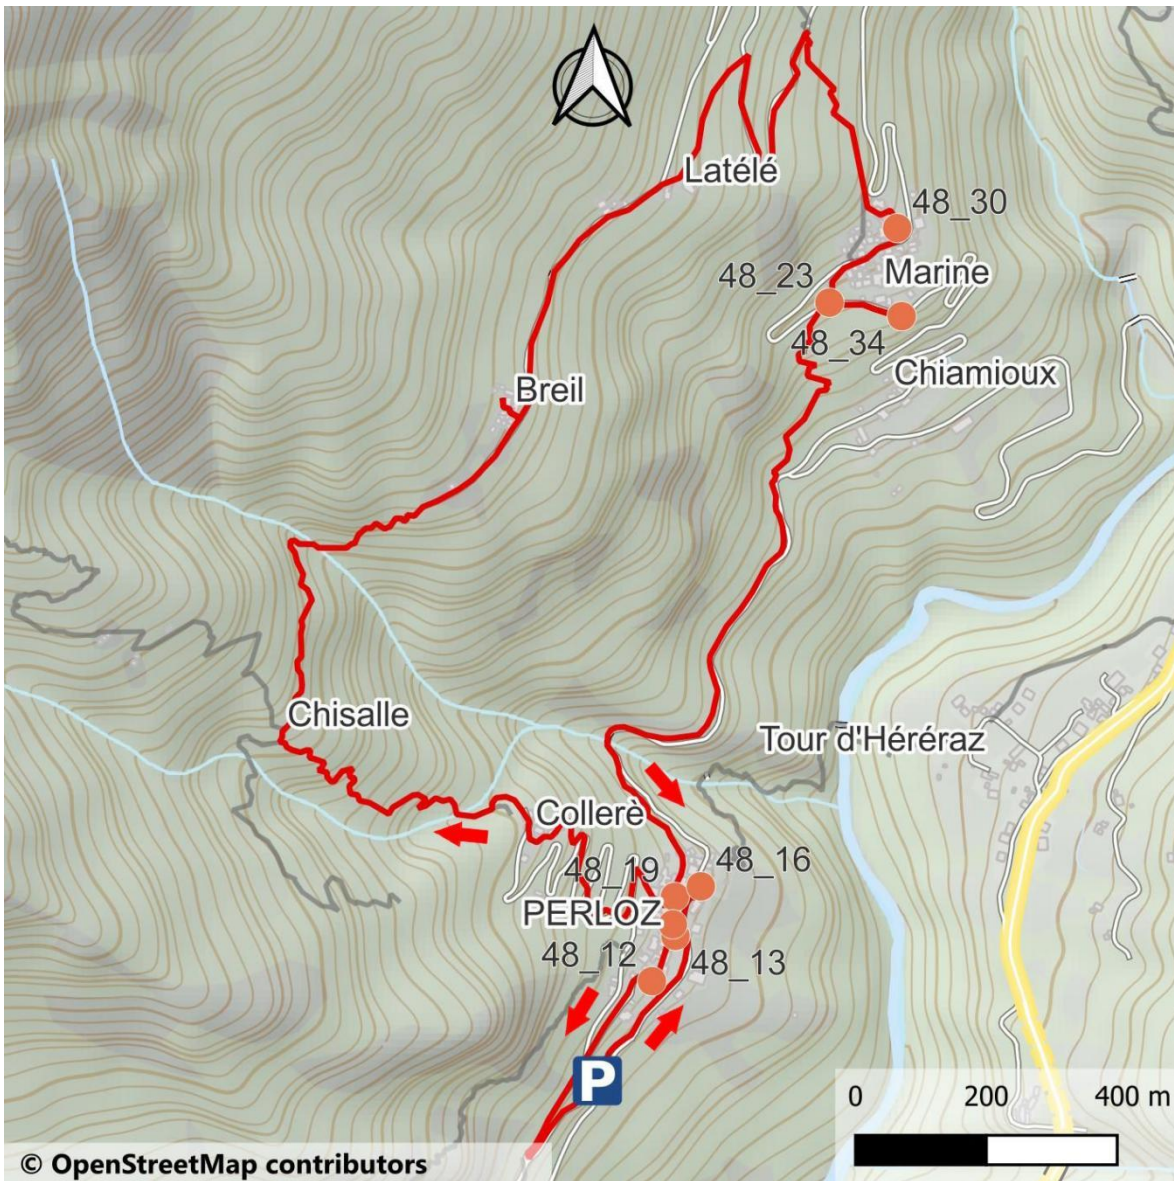 Latélé
48_30
48_23
Marine
48_34
Chiamioux
Breil
Chisalle
Tour d'Héréraz
Collerè
48_19
48_16
PERLOZ
48_12
48_13
P
0 200 400 m
© OpenStreetMap contributors